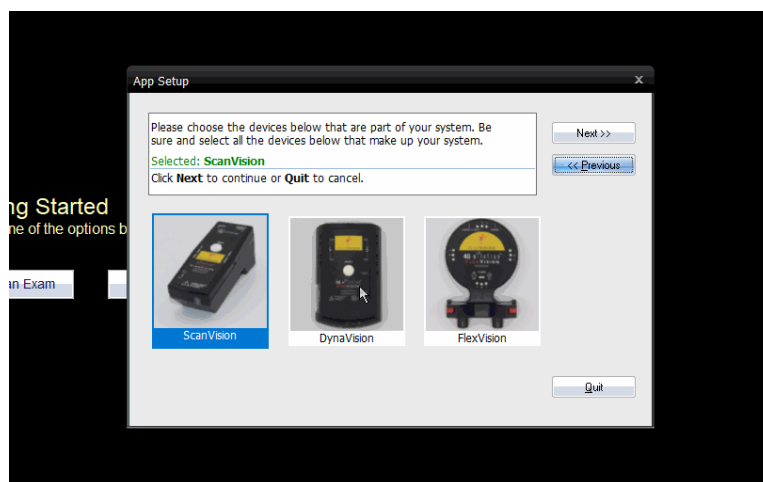 App Setup
x
Please choose the devices below that are part of your system. Be
sure and select all the devices below that make up your system.
Selected: ScanVision
Click Next to continue or Quit to cancel.
Next >>
<< Previous
ng Started
ne of the options b
an Exam
ScanVision
DynaVision
FlexVision
Quit